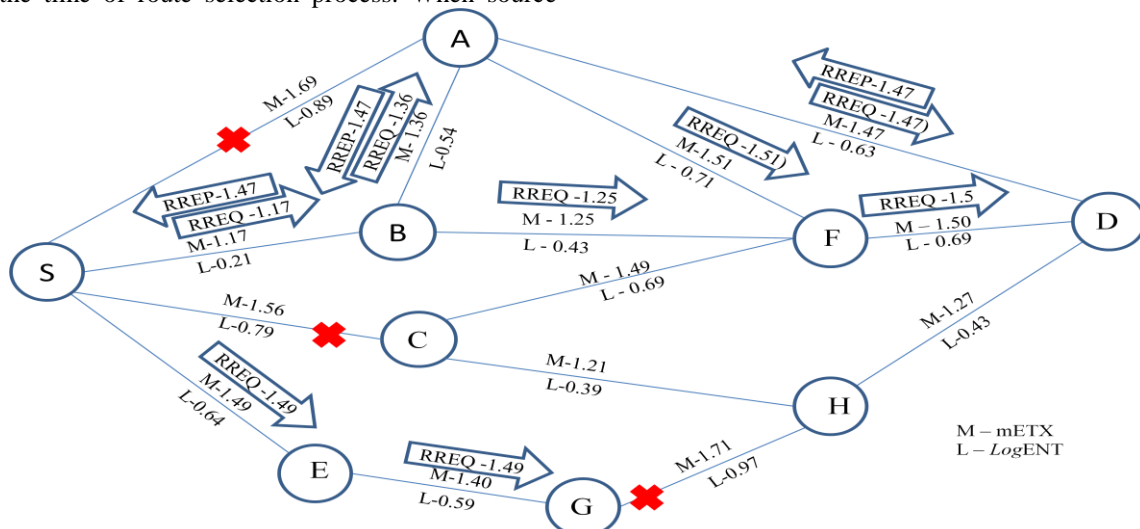 the time of route selection process. When source
A
M-1.69
L-0.89
RREP-1.47
RREQ -1.36
M- 1.36
L-0.54
RREP-1.47
RREQ -1.47)
M-1.47
L - 0.63
RREQ -1.51)
M-1.51
L - 0.71
RREP-1.47
RREQ -1.17
M-1.17
L-0.21
RREQ -1.25
M - 1.25
L - 0.43
RREQ -1.5
M – 1.50
L - 0.69
S
B
F
D
M - 1.49
L - 0.69
M-1.56
L-0.79
C
M-1.21
L-0.39
M-1.27
L-0.43
RREQ -1.49
M-1.49
L-0.64
H
M – mETX
L – LogENT
E
RREQ -1.49
M-1.40
L-0.59
G
M-1.71
L-0.97